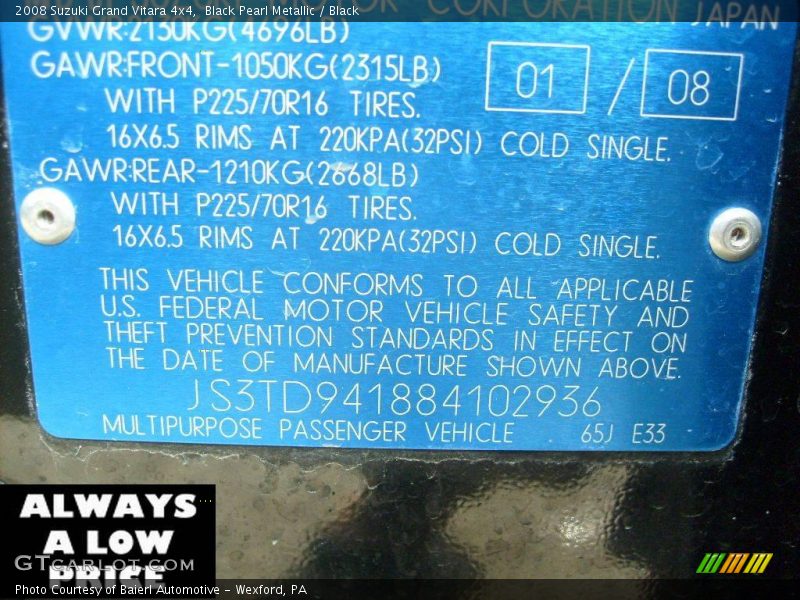 2008 Suzuki Grand Vitara 4x4, Black Pearl Metallic / Black
CORPORATION JAPAN
GVWR:2130KG(4696LB)
GAWR:FRONT-1050KG(2315LB)
01 / 08
WITH P225/70R16 TIRES.
16X6.5 RIMS AT 220KPA(32PSI) COLD SINGLE.
GAWR:REAR-1210KG(2668LB)
WITH P225/70R16 TIRES.
16X6.5 RIMS AT 220KPA(32PSI) COLD SINGLE.
THIS VEHICLE CONFORMS TO ALL APPLICABLE
U.S. FEDERAL MOTOR VEHICLE SAFETY AND
THEFT PREVENTION STANDARDS IN EFFECT ON
THE DATE OF MANUFACTURE SHOWN ABOVE.
JS3TD941884102936
MULTIPURPOSE PASSENGER VEHICLE 65J E33
ALWAYS
A LOW
PRICE
GTcarlot.com
Photo Courtesy of Baierl Automotive - Wexford, PA